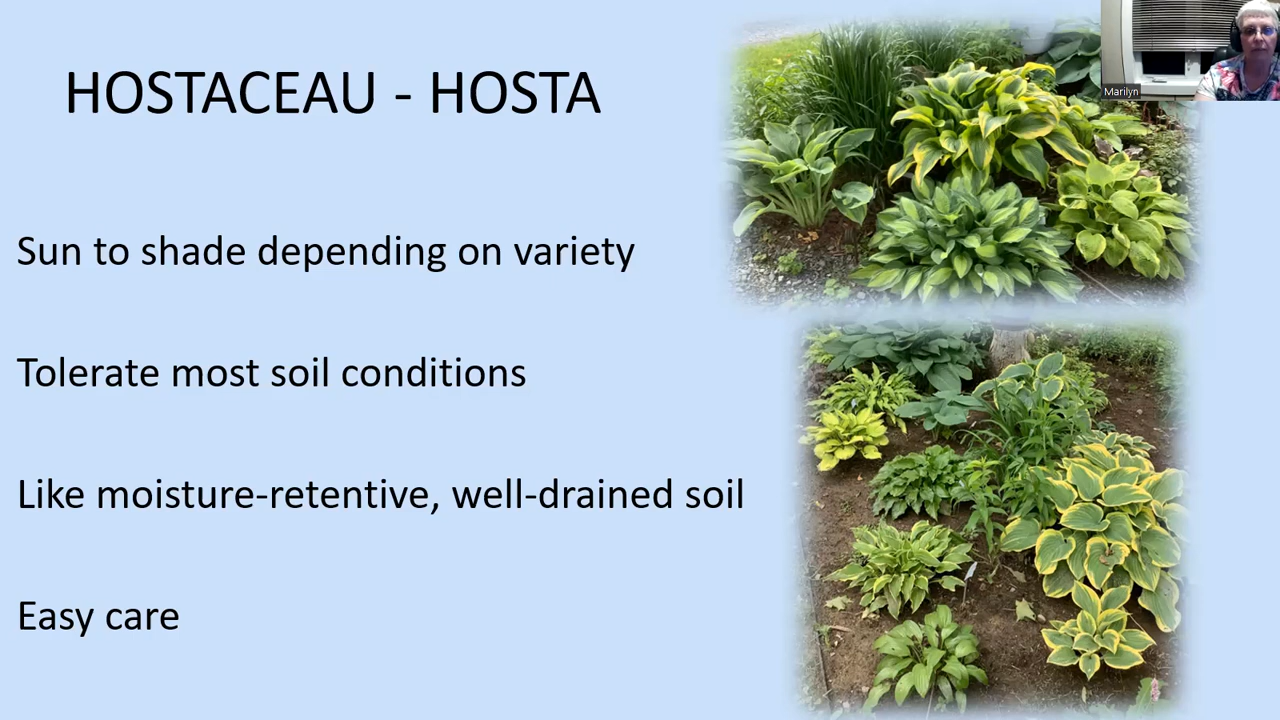 HOSTACEAU - HOSTA
Marilyn
Sun to shade depending on variety
Tolerate most soil conditions
Like moisture-retentive, well-drained soil
Easy care